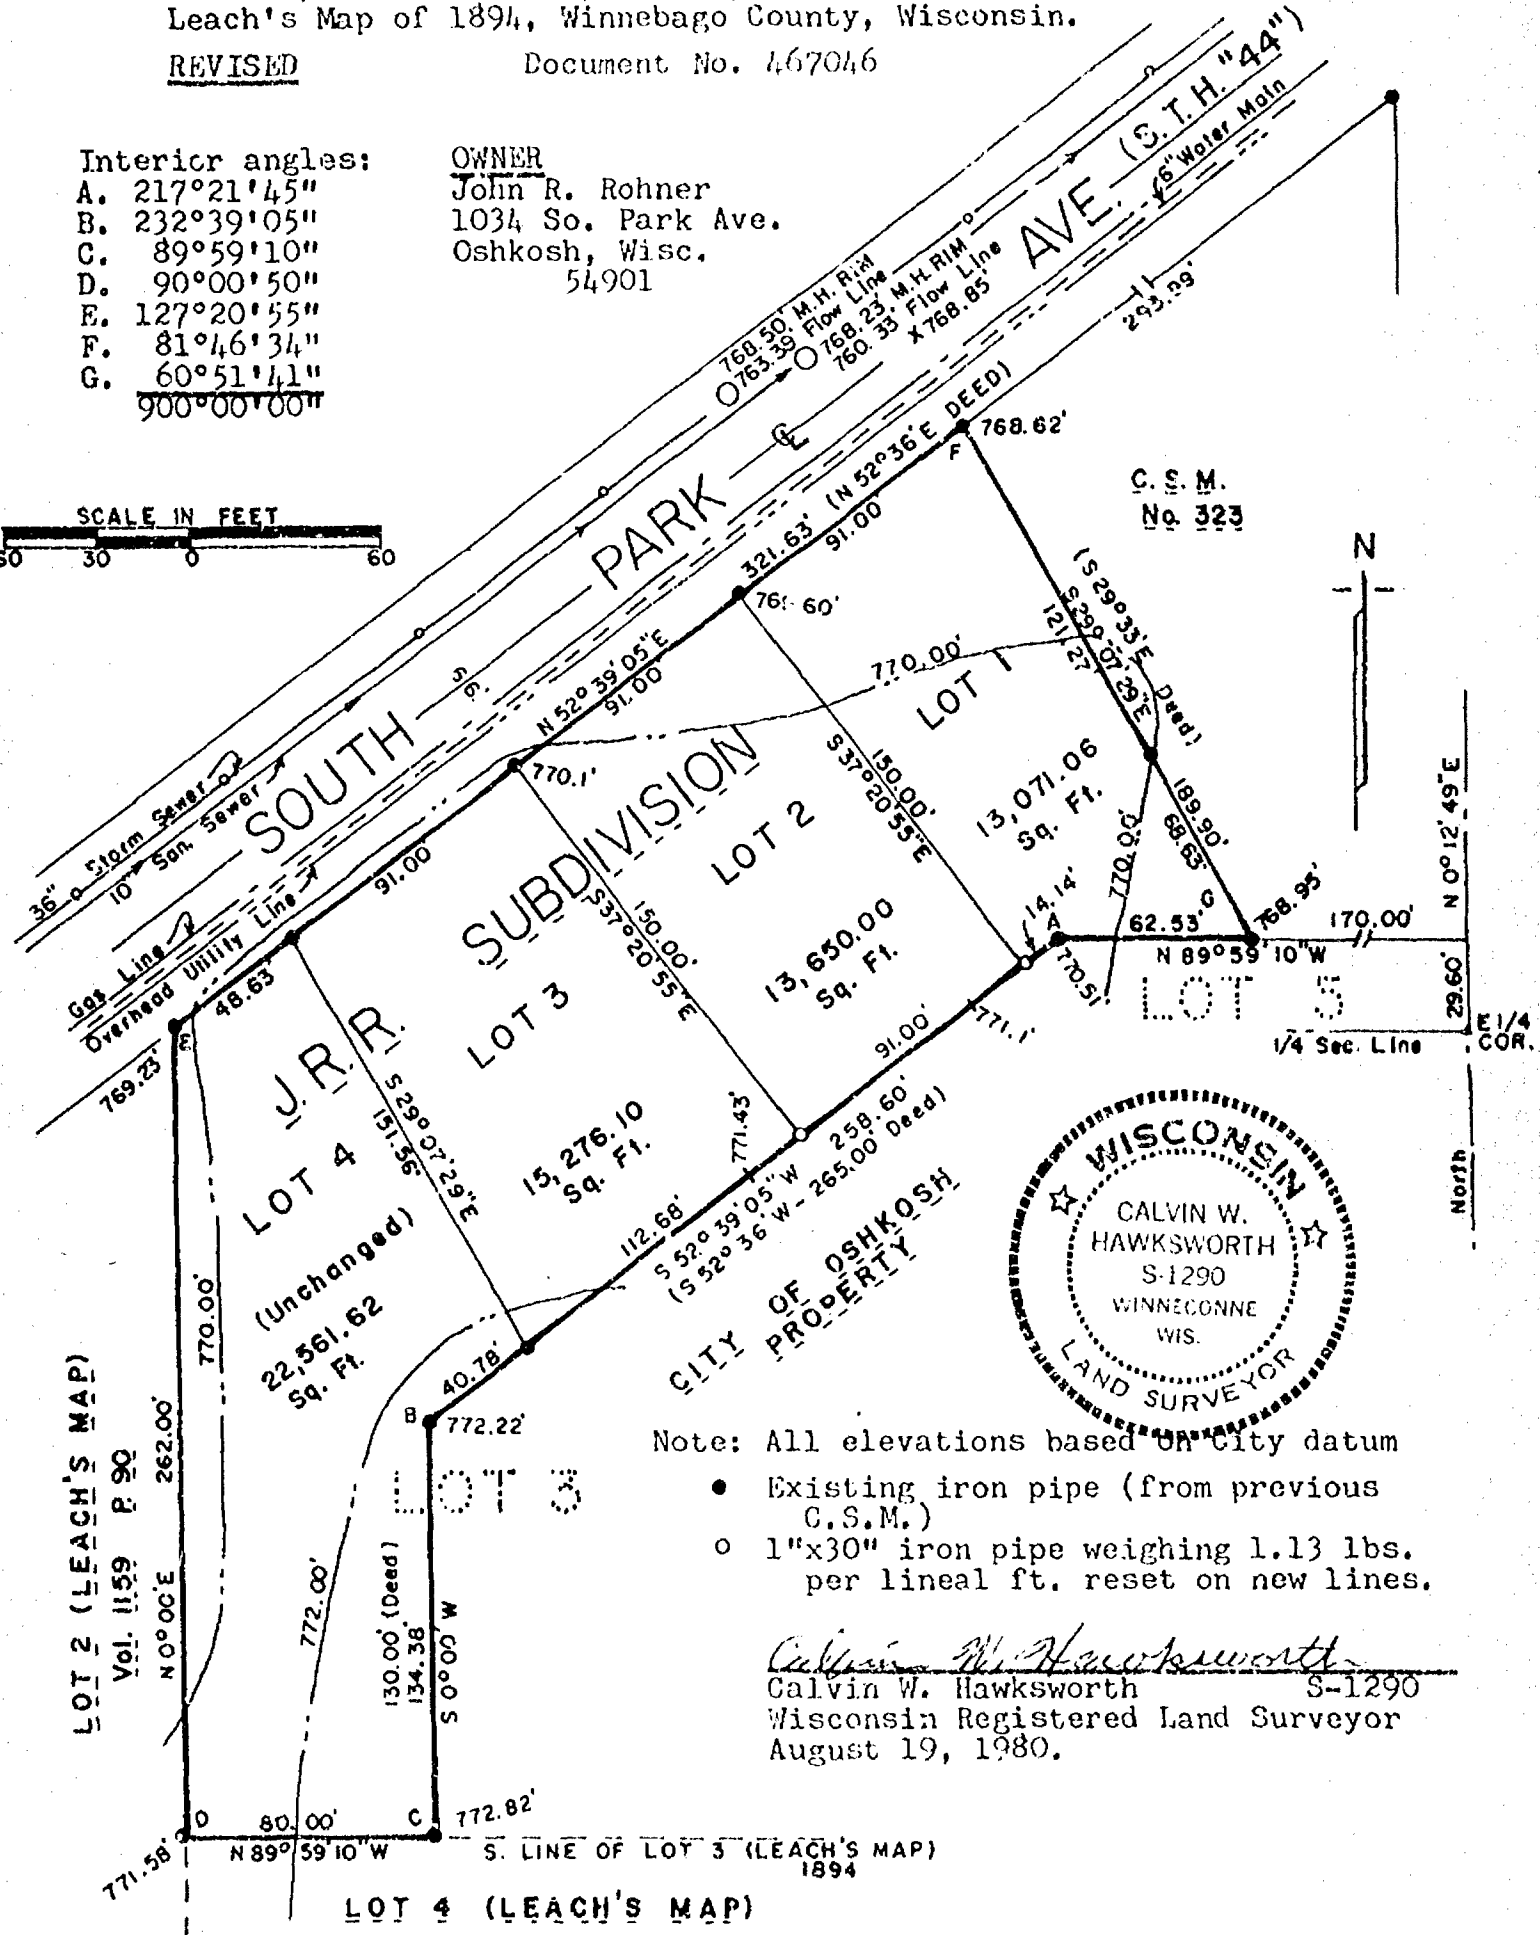 Leach's Map of 1894, Winnebago County, Wisconsin.
REVISED
Document No. 467046
Interior angles:
A. 217°21'45"
B. 232°39'05"
C. 89°59'10"
D. 90°00'50"
E. 127°20'55"
F. 81°46'34"
G. 60°51'41"
900°00'00"
OWNER
John R. Rohner
1034 So. Park Ave.
Oshkosh, Wisc.
54901
SCALE IN FEET
30 0 60
SOUTH PARK AVE. (S.T.H. "44")
6" Water Main
℄
768.50' M.H. RIM
763.39' Flow Line
768.23' M.H. RIM
760.33' Flow Line
X 768.85'
293.99'
36" Storm Sewer
10" San. Sewer
Gas Line
Overhead Utility Line
66'
321.63' (N 52° 36' E DEED)
N 52° 39' 05" E
91.00'
91.00'
91.00'
48.63'
F
768.62'
60'
770.1'
E
769.23'
C. S. M.
No. 323
N
(S 29° 33' E Deed)
S 29° 07' 29" E
121.27'
189.90'
68.63'
770.00'
LOT 1
13,071.06
Sq. Ft.
S 37° 20' 55" E
150.00'
J. R. R. SUBDIVISION
LOT 2
13,650.00
Sq. Ft.
S 37° 20' 55" E
150.00'
LOT 3
15,276.10
Sq. Ft.
S 29° 07' 29" E
151.56'
LOT 4
(Unchanged)
22,561.62
Sq. Ft.
14.14'
A
62.53'
G
768.95'
170.00'
N 89° 59' 10" W
770.51'
770.00'
LOT 5
N 0° 12' 49" E
29.60'
E 1/4
COR.
1/4 Sec. Line
North
771.1'
91.00'
771.43'
112.68'
258.60'
S 52° 39' 05" W
(S 52° 36' W - 265.00' Deed)
CITY OF OSHKOSH
PROPERTY
40.78'
B
772.22'
LOT 3
770.00'
772.00'
LOT 2 (LEACH'S MAP)
Vol. 1159 P. 90
N 0° 00' E 262.00'
130.00' (Deed)
134.38'
S 0° 00' W
D
80.00'
C
772.82'
N 89° 59' 10" W
771.58'
S. LINE OF LOT 3 (LEACH'S MAP)
1894
LOT 4 (LEACH'S MAP)
WISCONSIN
CALVIN W.
HAWKSWORTH
S-1290
WINNECONNE
WIS.
LAND SURVEYOR
Note: All elevations based on City datum
● Existing iron pipe (from previous
C.S.M.)
○ 1"x30" iron pipe weighing 1.13 lbs.
per lineal ft. reset on new lines.
Calvin W. Hawksworth
Calvin W. Hawksworth S-1290
Wisconsin Registered Land Surveyor
August 19, 1980.